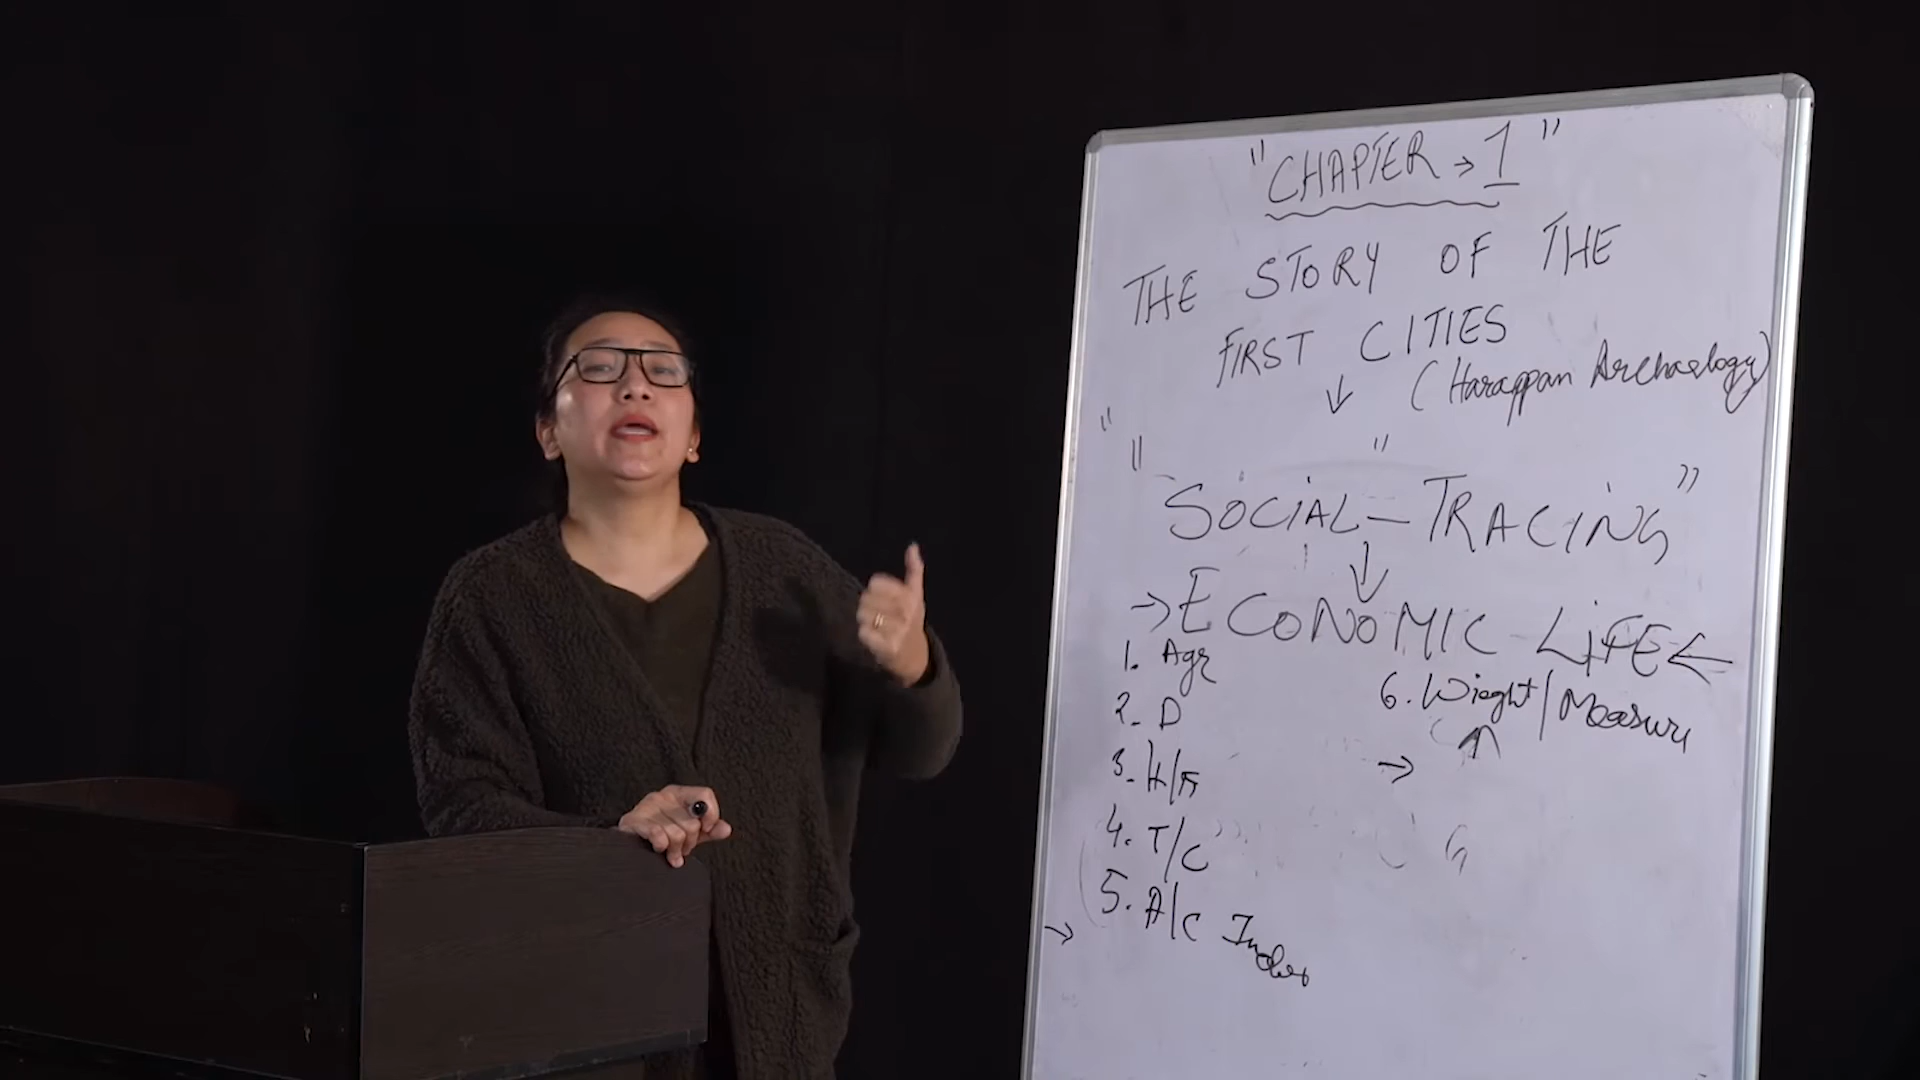 "CHAPTER → 1"
THE STORY OF THE
FIRST CITIES
(Harappan Archaelogy)
↓
"SOCIAL - TRACING"
↓
→ ECONOMIC LIFE ←
1. Agr
2. D
3. H/F
4. T/C
5. A/C
6. Wieght/Measure